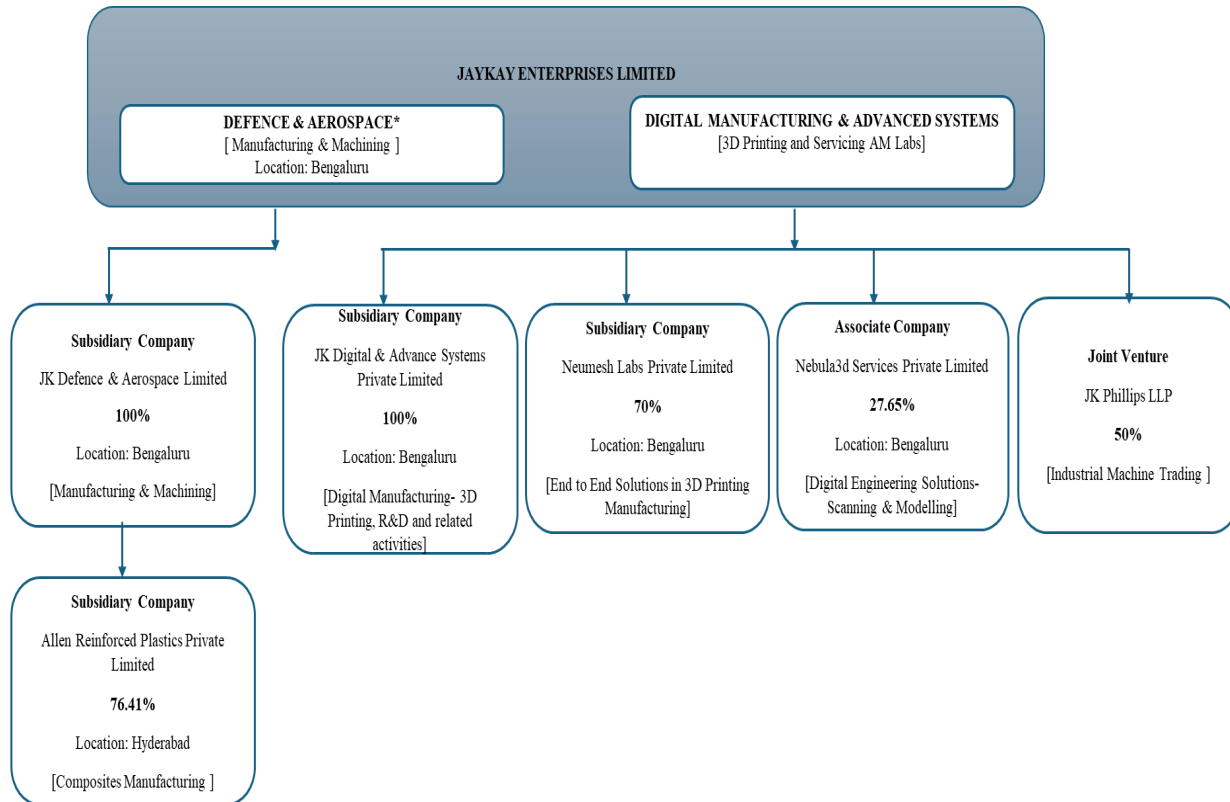 JAYKAY ENTERPRISES LIMITED
DEFENCE & AEROSPACE*
[ Manufacturing & Machining ]
Location: Bengaluru
DIGITAL MANUFACTURING & ADVANCED SYSTEMS
[3D Printing and Servicing AM Labs]
Subsidiary Company
JK Defence & Aerospace Limited
100%
Location: Bengaluru
[Manufacturing & Machining]
Subsidiary Company
JK Digital & Advance Systems
Private Limited
100%
Location: Bengaluru
[Digital Manufacturing- 3D
Printing, R&D and related
activities]
Subsidiary Company
Neumesh Labs Private Limited
70%
Location: Bengaluru
[End to End Solutions in 3D Printing
Manufacturing]
Associate Company
Nebula3d Services Private Limited
27.65%
Location: Bengaluru
[Digital Engineering Solutions-
Scanning & Modelling]
Joint Venture
JK Phillips LLP
50%
[Industrial Machine Trading ]
Subsidiary Company
Allen Reinforced Plastics Private
Limited
76.41%
Location: Hyderabad
[Composites Manufacturing ]